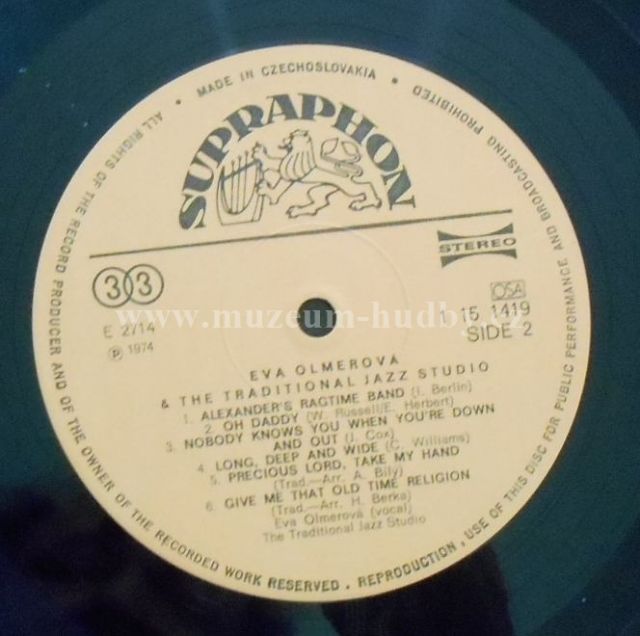 ALL RIGHTS OF THE RECORD PRODUCER AND OF THE OWNER OF THE RECORDED WORK RESERVED . REPRODUCTION, USE OF THIS DISC FOR PUBLIC PERFORMANCE AND BROADCASTING PROHIBITED
• MADE IN CZECHOSLOVAKIA •
SUPRAPHON
STEREO
33
OSA
E 2714
1 15 1419
℗ 1974
SIDE 2
www.muzeum-hudby.cz
EVA OLMEROVA
& THE TRADITIONAL JAZZ STUDIO
1. ALEXANDER'S RAGTIME BAND (I. Berlin)
2. OH DADDY (W. Russell/E. Herbert)
3. NOBODY KNOWS YOU WHEN YOU'RE DOWN
AND OUT (J. Cox)
4. LONG, DEEP AND WIDE (C. Williams)
5. PRECIOUS LORD, TAKE MY HAND
(Trad.—Arr. A. Bily)
6. GIVE ME THAT OLD TIME RELIGION
(Trad.—Arr. H. Berka)
Eva Olmerova (vocal)
The Traditional Jazz Studio